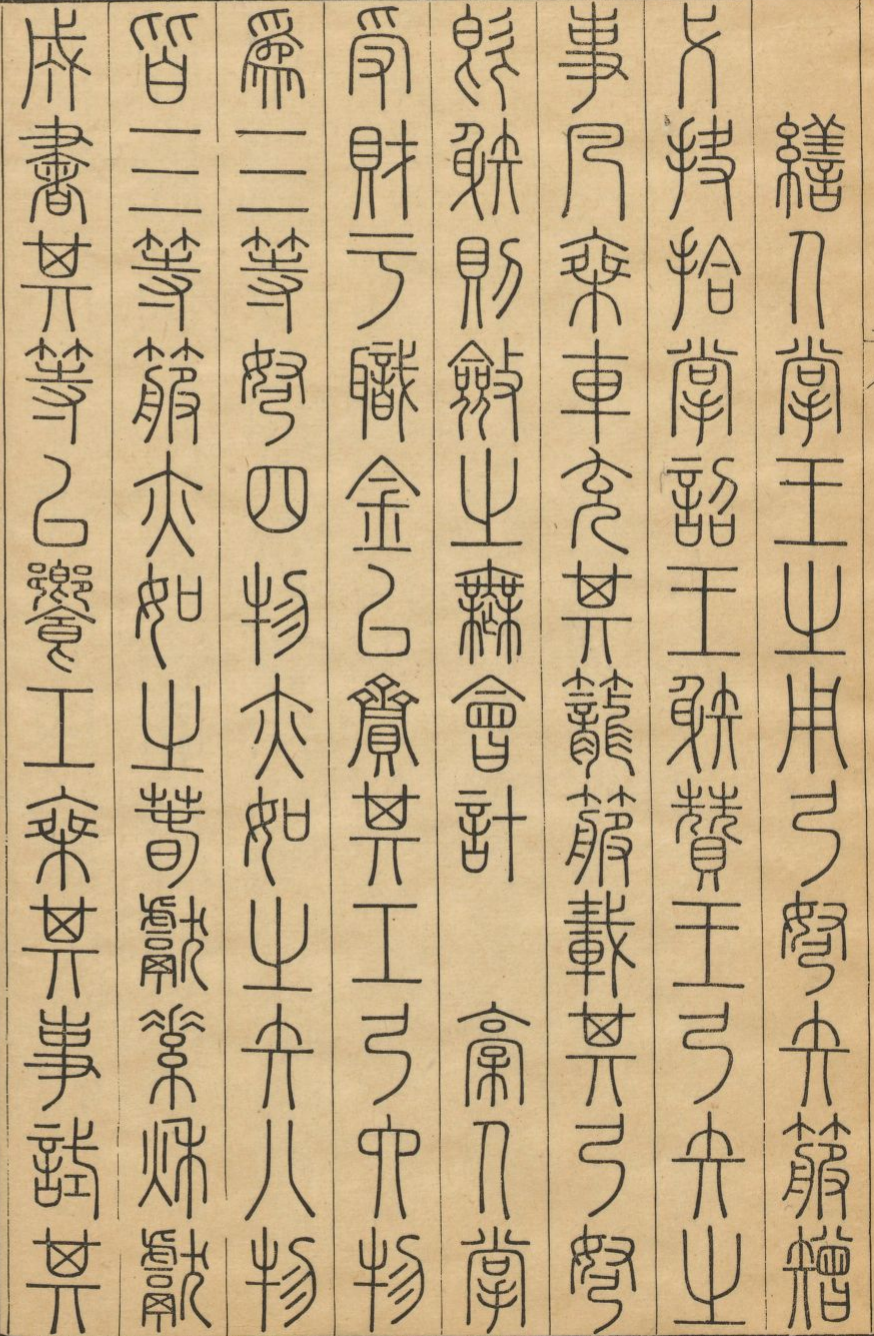 繕人掌王之用弓弩矢箙矰
弋抉拾掌詔王射贊王弓矢之
事凡乘車充其籠箙載其弓弩
既射則斂之無會計　槀人掌
受財于職金以齎其工弓六物
爲三等弩四物亦如之矢八物
皆三等箙亦如之春獻素秋獻
成書其等以饗工乘其事試其